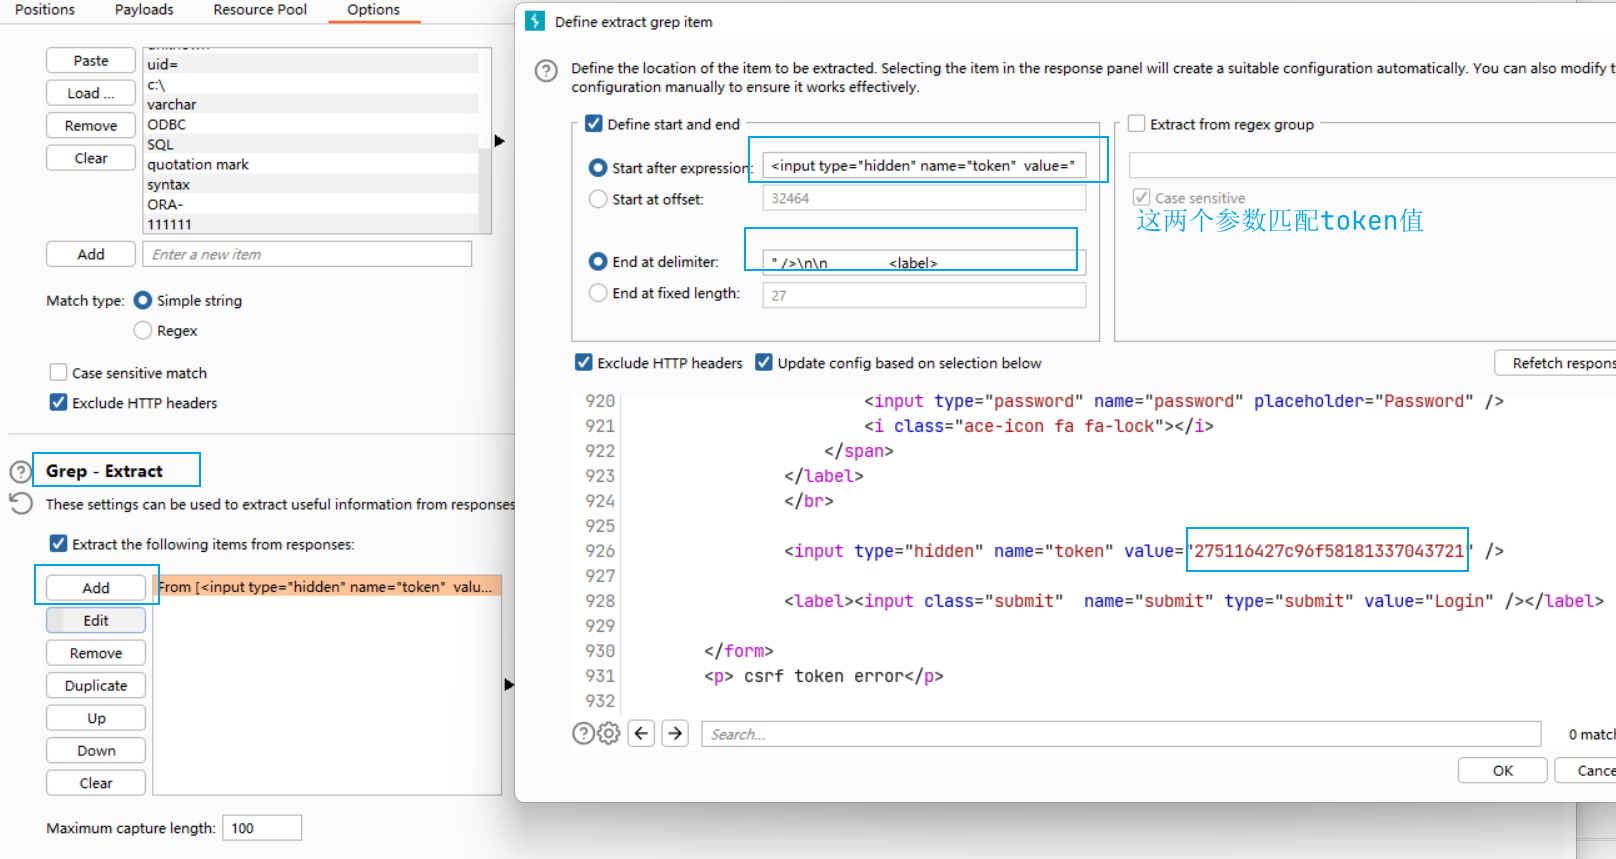 Positions Payloads Resource Pool Options
Paste
Load ...
Remove
Clear
uid=
c:\
varchar
ODBC
SQL
quotation mark
syntax
ORA-
111111
Add Enter a new item
Match type: Simple string
Regex
Case sensitive match
Exclude HTTP headers
Grep - Extract
These settings can be used to extract useful information from responses
Extract the following items from responses:
Add
Edit
Remove
Duplicate
Up
Down
Clear
From [<input type="hidden" name="token"  valu...
Maximum capture length: 100
Define extract grep item
Define the location of the item to be extracted. Selecting the item in the response panel will create a suitable configuration automatically. You can also modify t
configuration manually to ensure it works effectively.
Define start and end
Start after expression: <input type="hidden" name="token"  value="
Start at offset: 32464
End at delimiter: " />\n\n               <label>
End at fixed length: 27
Extract from regex group
Case sensitive
这两个参数匹配token值
Exclude HTTP headers Update config based on selection below
Refetch respons
920 <input type="password" name="password" placeholder="Password" />
921 <i class="ace-icon fa fa-lock"></i>
922 </span>
923 </label>
924 </br>
925
926 <input type="hidden" name="token" value="275116427c96f58181337043721" />
927
928 <label><input class="submit"  name="submit" type="submit" value="Login" /></label>
929
930 </form>
931 <p> csrf token error</p>
932
Search...
0 match
OK Cance